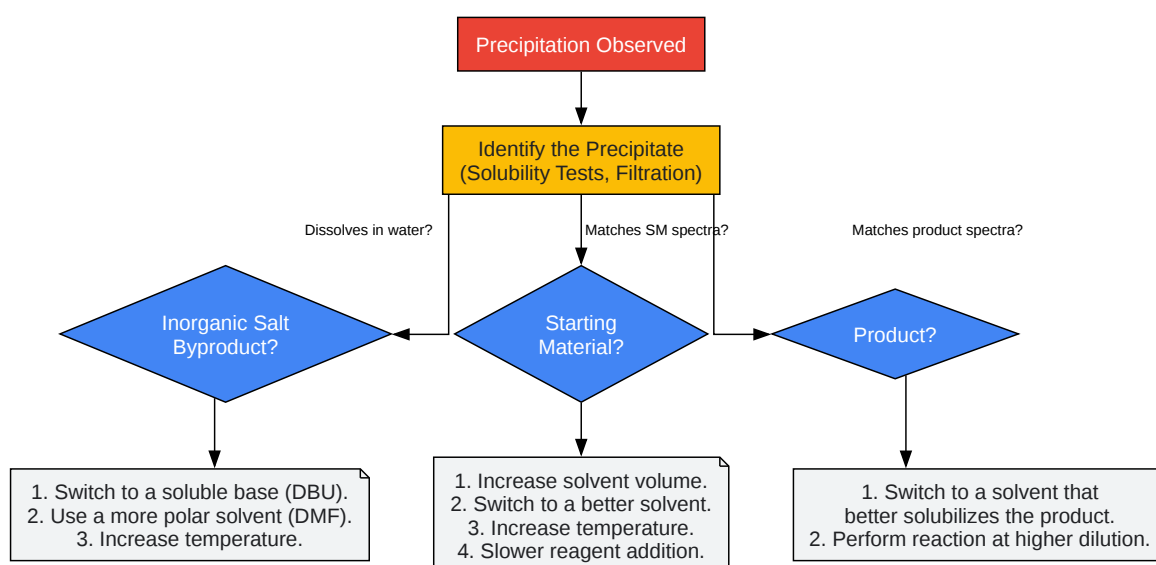 Precipitation Observed
Identify the Precipitate
(Solubility Tests, Filtration)
Dissolves in water?
Matches SM spectra?
Matches product spectra?
Inorganic Salt
Byproduct?
Starting
Material?
Product?
1. Switch to a soluble base (DBU).
2. Use a more polar solvent (DMF).
3. Increase temperature.
1. Increase solvent volume.
2. Switch to a better solvent.
3. Increase temperature.
4. Slower reagent addition.
1. Switch to a solvent that
better solubilizes the product.
2. Perform reaction at higher dilution.